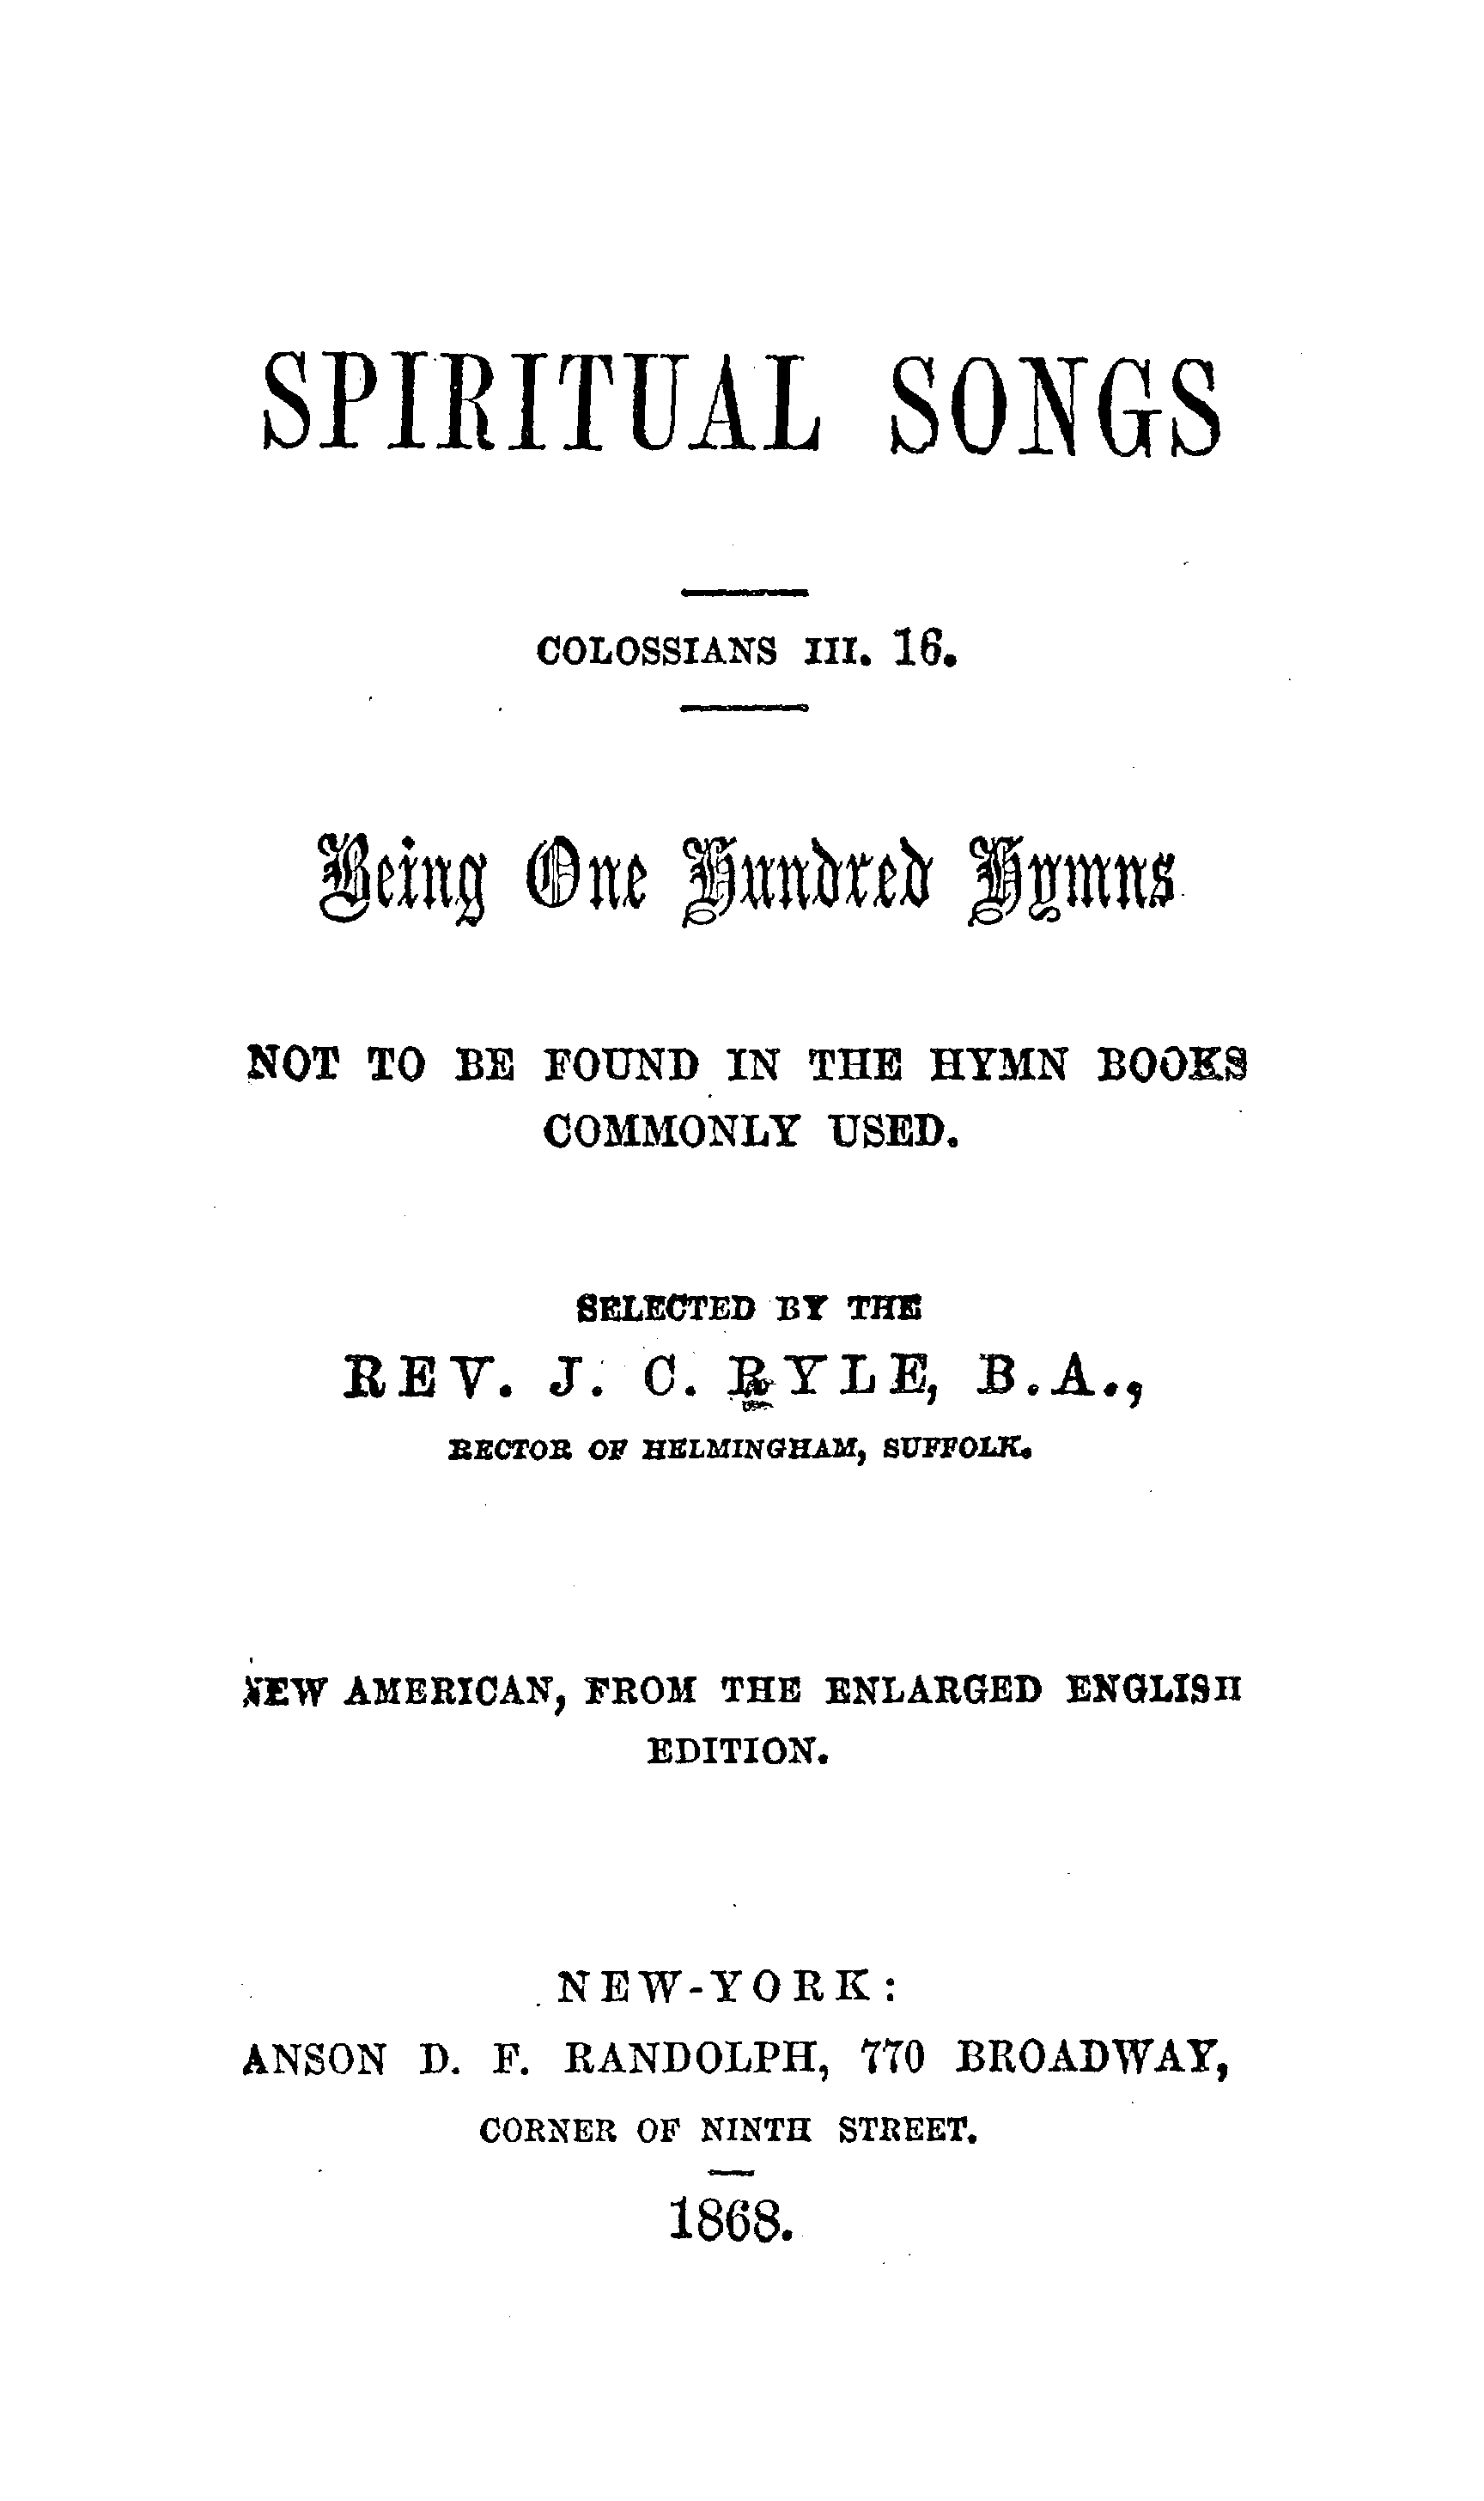 SPIRITUAL SONGS
COLOSSIANS III. 16.
Being One Hundred Hymns
NOT TO BE FOUND IN THE HYMN BOOKS
COMMONLY USED.
SELECTED BY THE
REV. J. C. RYLE, B.A.,
RECTOR OF HELMINGHAM, SUFFOLK.
NEW AMERICAN, FROM THE ENLARGED ENGLISH
EDITION.
NEW-YORK:
ANSON D. F. RANDOLPH, 770 BROADWAY,
CORNER OF NINTH STREET.
1868.